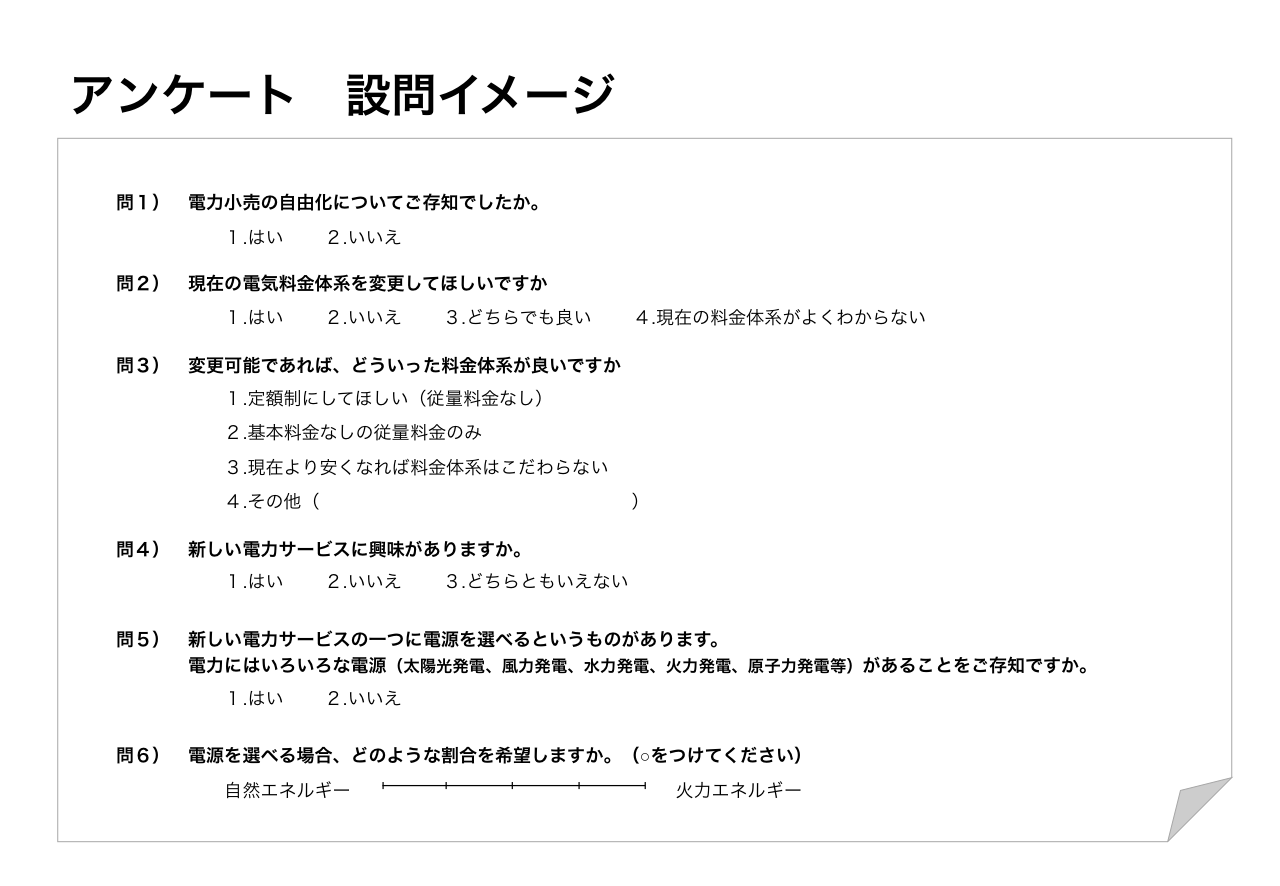 アンケート　設問イメージ
問１）　電力小売の自由化についてご存知でしたか。
１.はい　　２.いいえ
問２）　現在の電気料金体系を変更してほしいですか
１.はい　　２.いいえ　　３.どちらでも良い　　４.現在の料金体系がよくわからない
問３）　変更可能であれば、どういった料金体系が良いですか
１.定額制にしてほしい（従量料金なし）
２.基本料金なしの従量料金のみ
３.現在より安くなれば料金体系はこだわらない
４.その他（　　　　　　　　　　　　　　　　　）
問４）　新しい電力サービスに興味がありますか。
１.はい　　２.いいえ　　３.どちらともいえない
問５）　新しい電力サービスの一つに電源を選べるというものがあります。
電力にはいろいろな電源（太陽光発電、風力発電、水力発電、火力発電、原子力発電等）があることをご存知ですか。
１.はい　　２.いいえ
問６）　電源を選べる場合、どのような割合を希望しますか。（○をつけてください）
自然エネルギー　　火力エネルギー